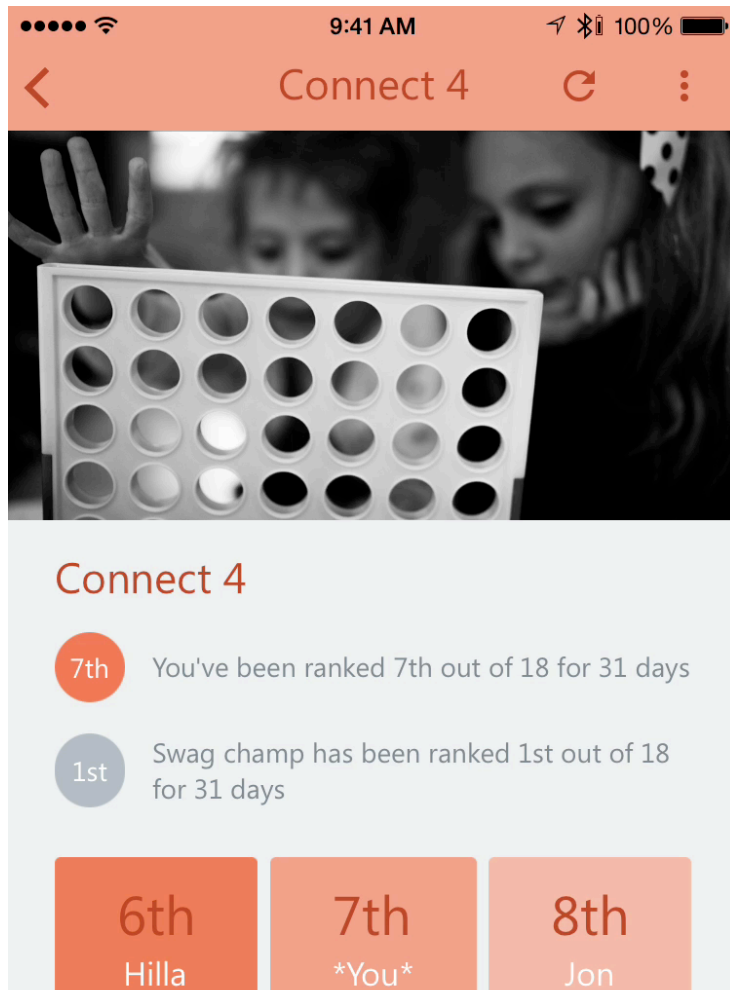 9:41 AM
100%
Connect 4
Connect 4
7th
You've been ranked 7th out of 18 for 31 days
1st
Swag champ has been ranked 1st out of 18
for 31 days
6th
7th
8th
Hilla
*You*
Jon